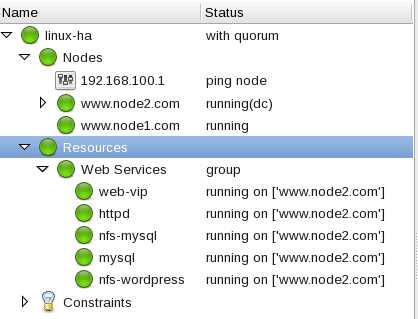 Name Status
linux-ha with quorum
Nodes
192.168.100.1 ping node
www.node2.com running(dc)
www.node1.com running
Resources
Web Services group
web-vip running on ['www.node2.com']
httpd running on ['www.node2.com']
nfs-mysql running on ['www.node2.com']
mysql running on ['www.node2.com']
nfs-wordpress running on ['www.node2.com']
Constraints